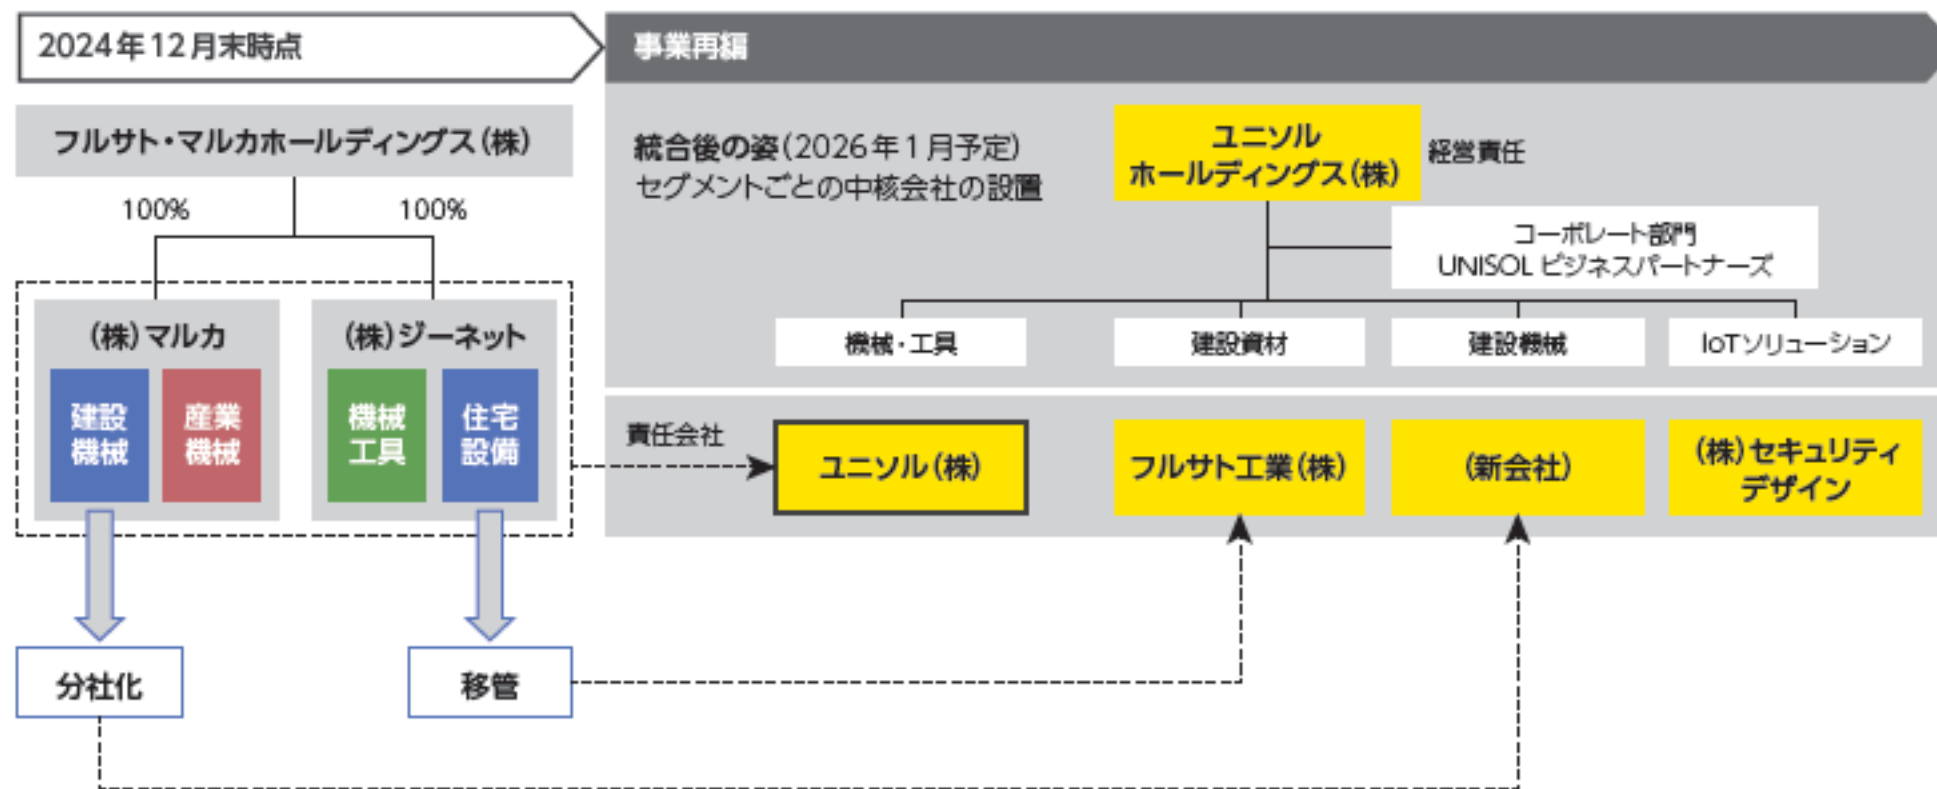 2024年12月末時点
事業再編
フルサト・マルカホールディングス(株)
100%
100%
(株)マルカ
建設
機械
産業
機械
(株)ジーネット
機械
工具
住宅
設備
分社化
移管
統合後の姿(2026年1月予定)
セグメントごとの中核会社の設置
ユニソル
ホールディングス(株)
経営責任
コーポレート部門
UNISOL ビジネスパートナーズ
機械・工具
建設資材
建設機械
IoTソリューション
責任会社
ユニソル(株)
フルサト工業(株)
(新会社)
(株)セキュリティ
デザイン